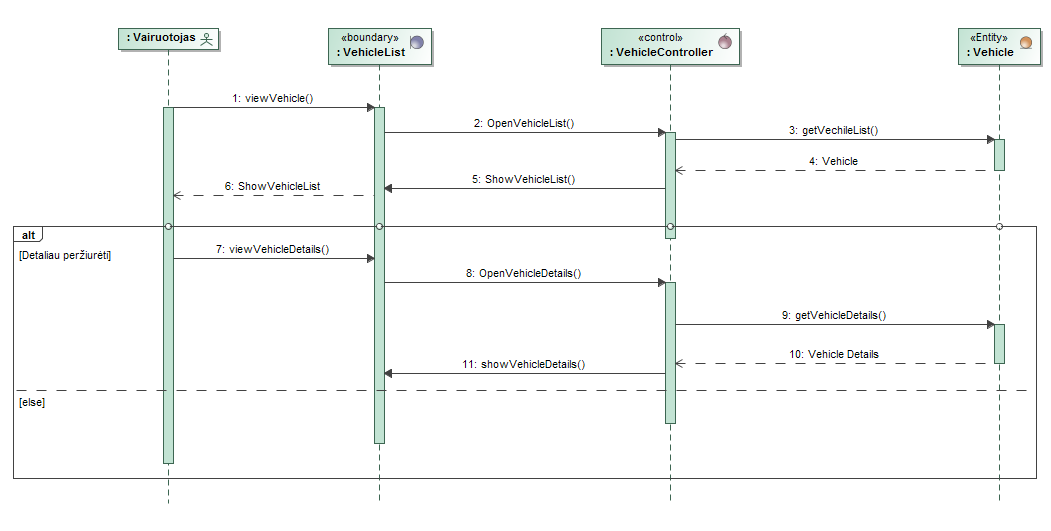 : Vairuotojas
«boundary»
: VehicleList
«control»
: VehicleController
«Entity»
: Vehicle
1: viewVehicle()
2: OpenVehicleList()
3: getVechileList()
4: Vehicle
5: ShowVehicleList()
6: ShowVehicleList
alt
[Detaliau peržiurėti]
7: viewVehicleDetails()
8: OpenVehicleDetails()
9: getVehicleDetails()
10: Vehicle Details
11: showVehicleDetails()
[else]